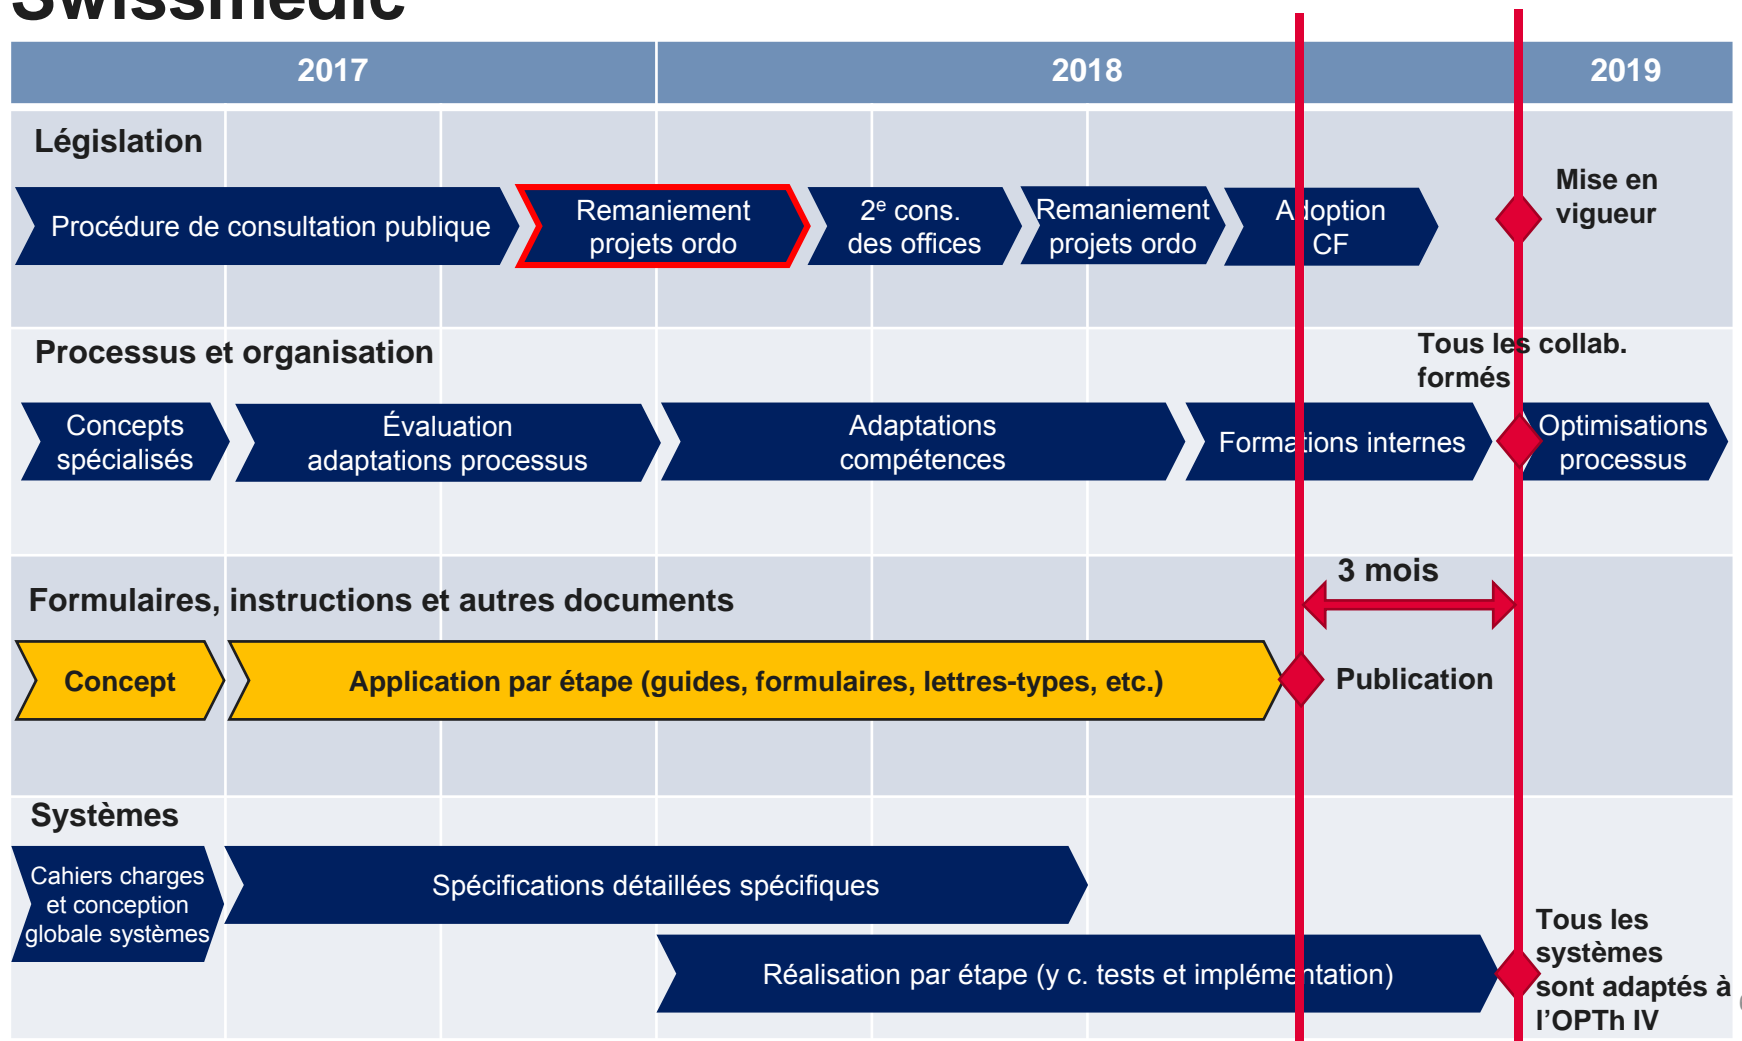 Swissmedic
2017
2018
2019
Législation
Procédure de consultation publique
Remaniement
projets ordo
2e cons.
des offices
Remaniement
projets ordo
Adoption
CF
Mise en
vigueur
Processus et organisation
Tous les collab.
formés
Concepts
spécialisés
Évaluation
adaptations processus
Adaptations
compétences
Formations internes
Optimisations
processus
3 mois
Formulaires, instructions et autres documents
Concept
Application par étape (guides, formulaires, lettres-types, etc.)
Publication
Systèmes
Cahiers charges
et conception
globale systèmes
Spécifications détaillées spécifiques
Réalisation par étape (y c. tests et implémentation)
Tous les
systèmes
sont adaptés à
l’OPTh IV